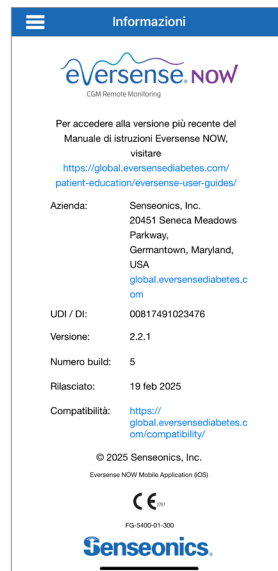 Informazioni
eversense. NOW
CGM Remote Monitoring
Per accedere alla versione più recente del
Manuale di istruzioni Eversense NOW,
visitare
https://global.eversensediabetes.com/
patient-education/eversense-user-guides/
Azienda: Senseonics, Inc.
20451 Seneca Meadows
Parkway,
Germantown, Maryland,
USA
global.eversensediabetes.c
om
UDI / DI: 00817491023476
Versione: 2.2.1
Numero build: 5
Rilasciato: 19 feb 2025
Compatibilità: https://
global.eversensediabetes.c
om/compatibility/
© 2025 Senseonics, Inc.
Eversense NOW Mobile Application (iOS)
CE 2797
FG-5400-01-300
Senseonics.